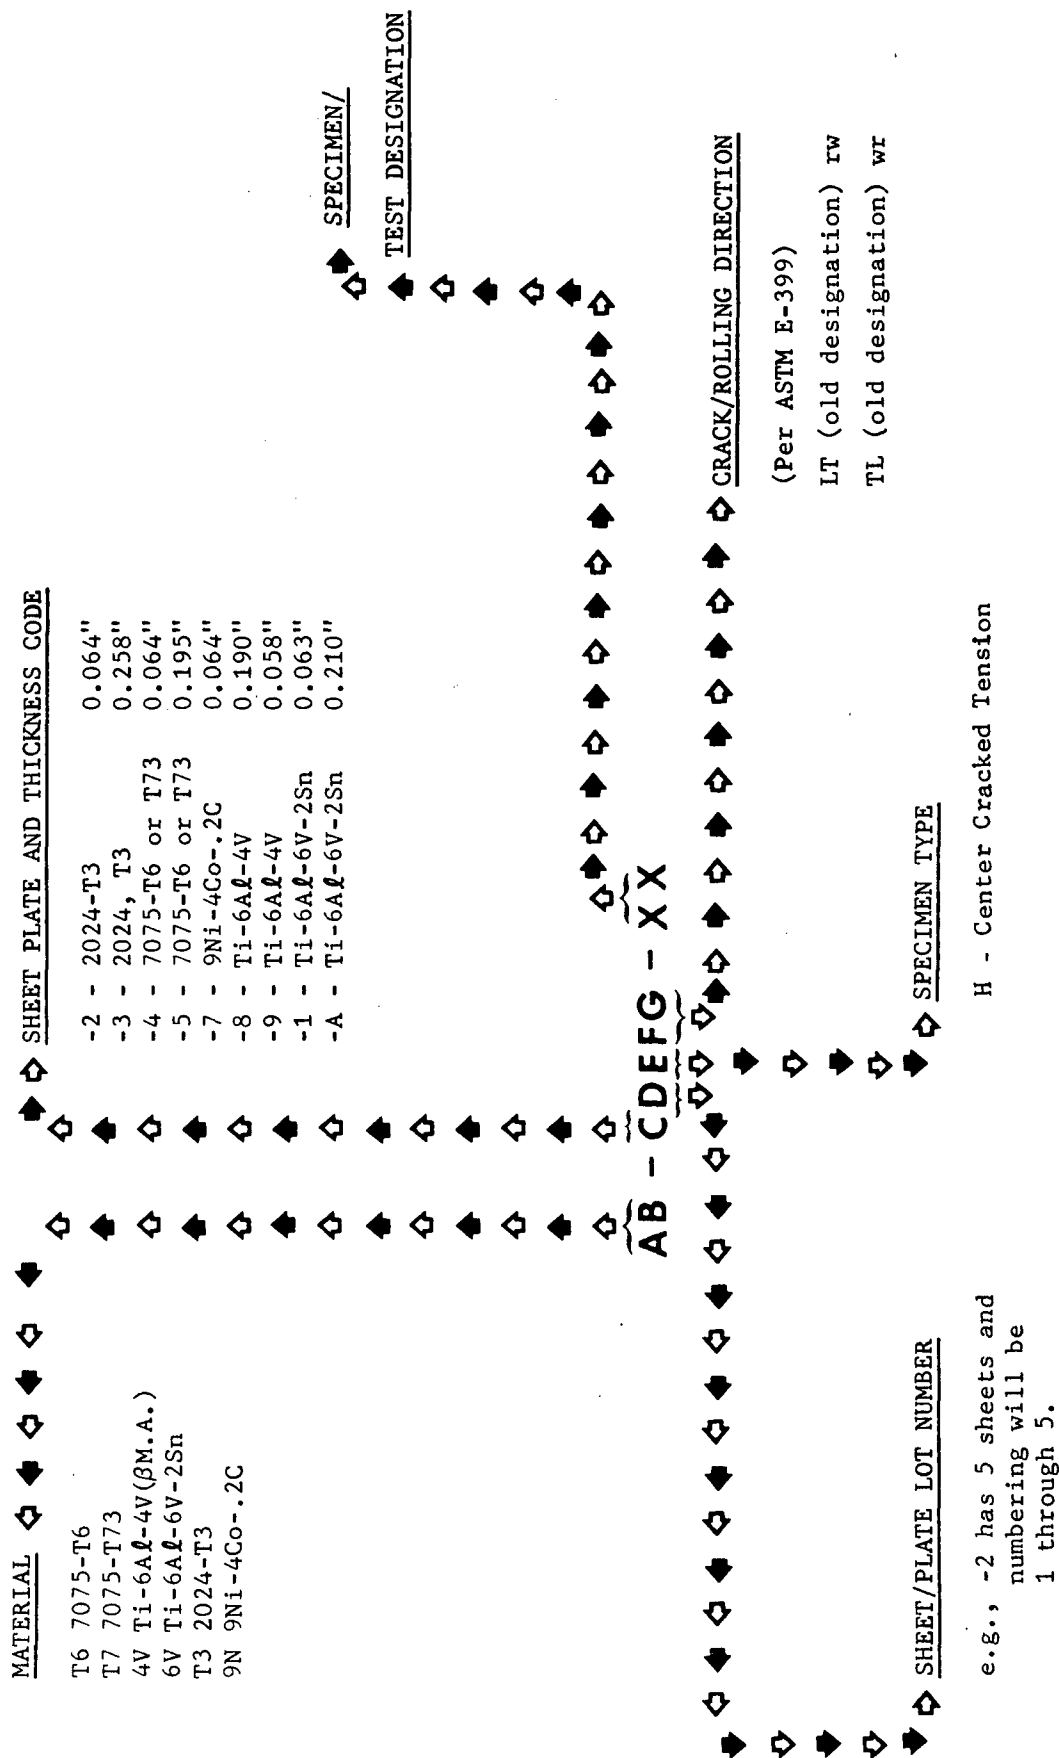 MATERIAL
T6 7075-T6
T7 7075-T73
4V Ti-6Aℓ-4V(βM.A.)
6V Ti-6Aℓ-6V-2Sn
T3 2024-T3
9N 9Ni-4Co-.2C
SHEET PLATE AND THICKNESS CODE
-2 - 2024-T3 0.064"
-3 - 2024, T3 0.258"
-4 - 7075-T6 or T73 0.064"
-5 - 7075-T6 or T73 0.195"
-7 - 9Ni-4Co-.2C 0.064"
-8 - Ti-6Aℓ-4V 0.190"
-9 - Ti-6Aℓ-4V 0.058"
-1 - Ti-6Aℓ-6V-2Sn 0.063"
-A - Ti-6Aℓ-6V-2Sn 0.210"
SPECIMEN/
TEST DESIGNATION
AB - CDEFG - XX
CRACK/ROLLING DIRECTION
(Per ASTM E-399)
LT (old designation) rw
TL (old designation) wr
SHEET/PLATE LOT NUMBER
e.g., -2 has 5 sheets and
numbering will be
1 through 5.
SPECIMEN TYPE
H - Center Cracked Tension